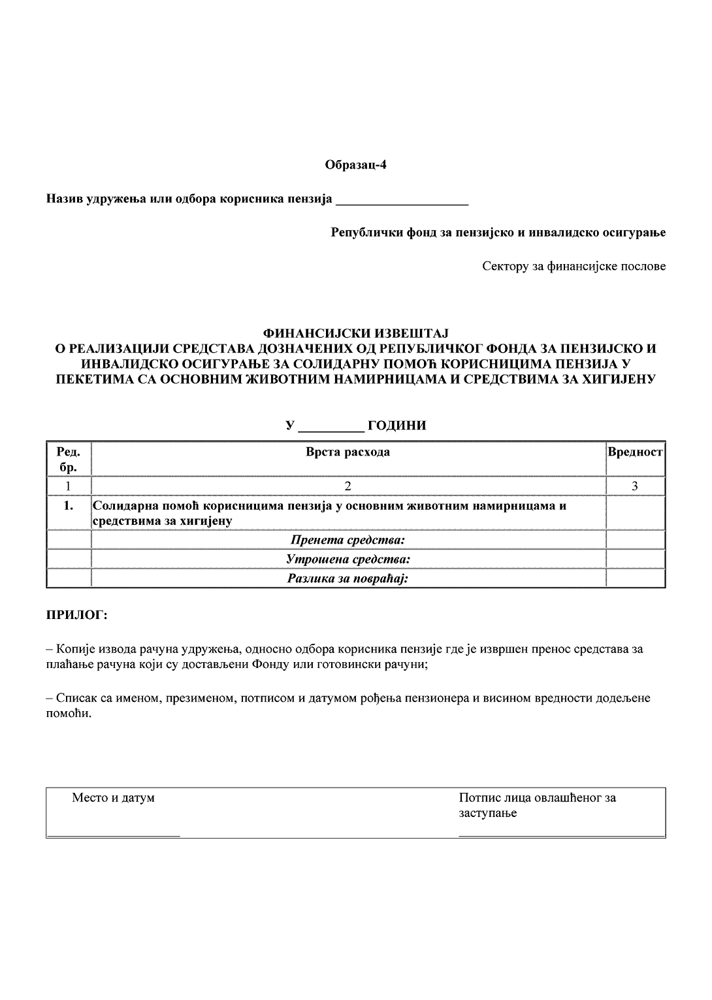 Образац-4
Назив удружења или одбора корисника пензија ____________________
Републички фонд за пензијско и инвалидско осигурање
Сектору за финансијске послове
ФИНАНСИЈСКИ ИЗВЕШТАЈ
О РЕАЛИЗАЦИЈИ СРЕДСТАВА ДОЗНАЧЕНИХ ОД РЕПУБЛИЧКОГ ФОНДА ЗА ПЕНЗИЈСКО И
ИНВАЛИДСКО ОСИГУРАЊЕ ЗА СОЛИДАРНУ ПОМОЋ КОРИСНИЦИМА ПЕНЗИЈА У
ПЕКЕТИМА СА ОСНОВНИМ ЖИВОТНИМ НАМИРНИЦАМА И СРЕДСТВИМА ЗА ХИГИЈЕНУ
У __________ ГОДИНИ
Ред. бр. Врста расхода Вредност
1 2 3
1. Солидарна помоћ корисницима пензија у основним животним намирницама и
средствима за хигијену
Пренета средства:
Утрошена средства:
Разлика за повраћај:
ПРИЛОГ:
– Копије извода рачуна удружења, односно одбора корисника пензије где је извршен пренос средстава за
плаћање рачуна који су достављени Фонду или готовински рачуни;
– Списак са именом, презименом, потписом и датумом рођења пензионера и висином вредности додељене
помоћи.
Место и датум
____________________
Потпис лица овлашћеног за
заступање
_______________________________